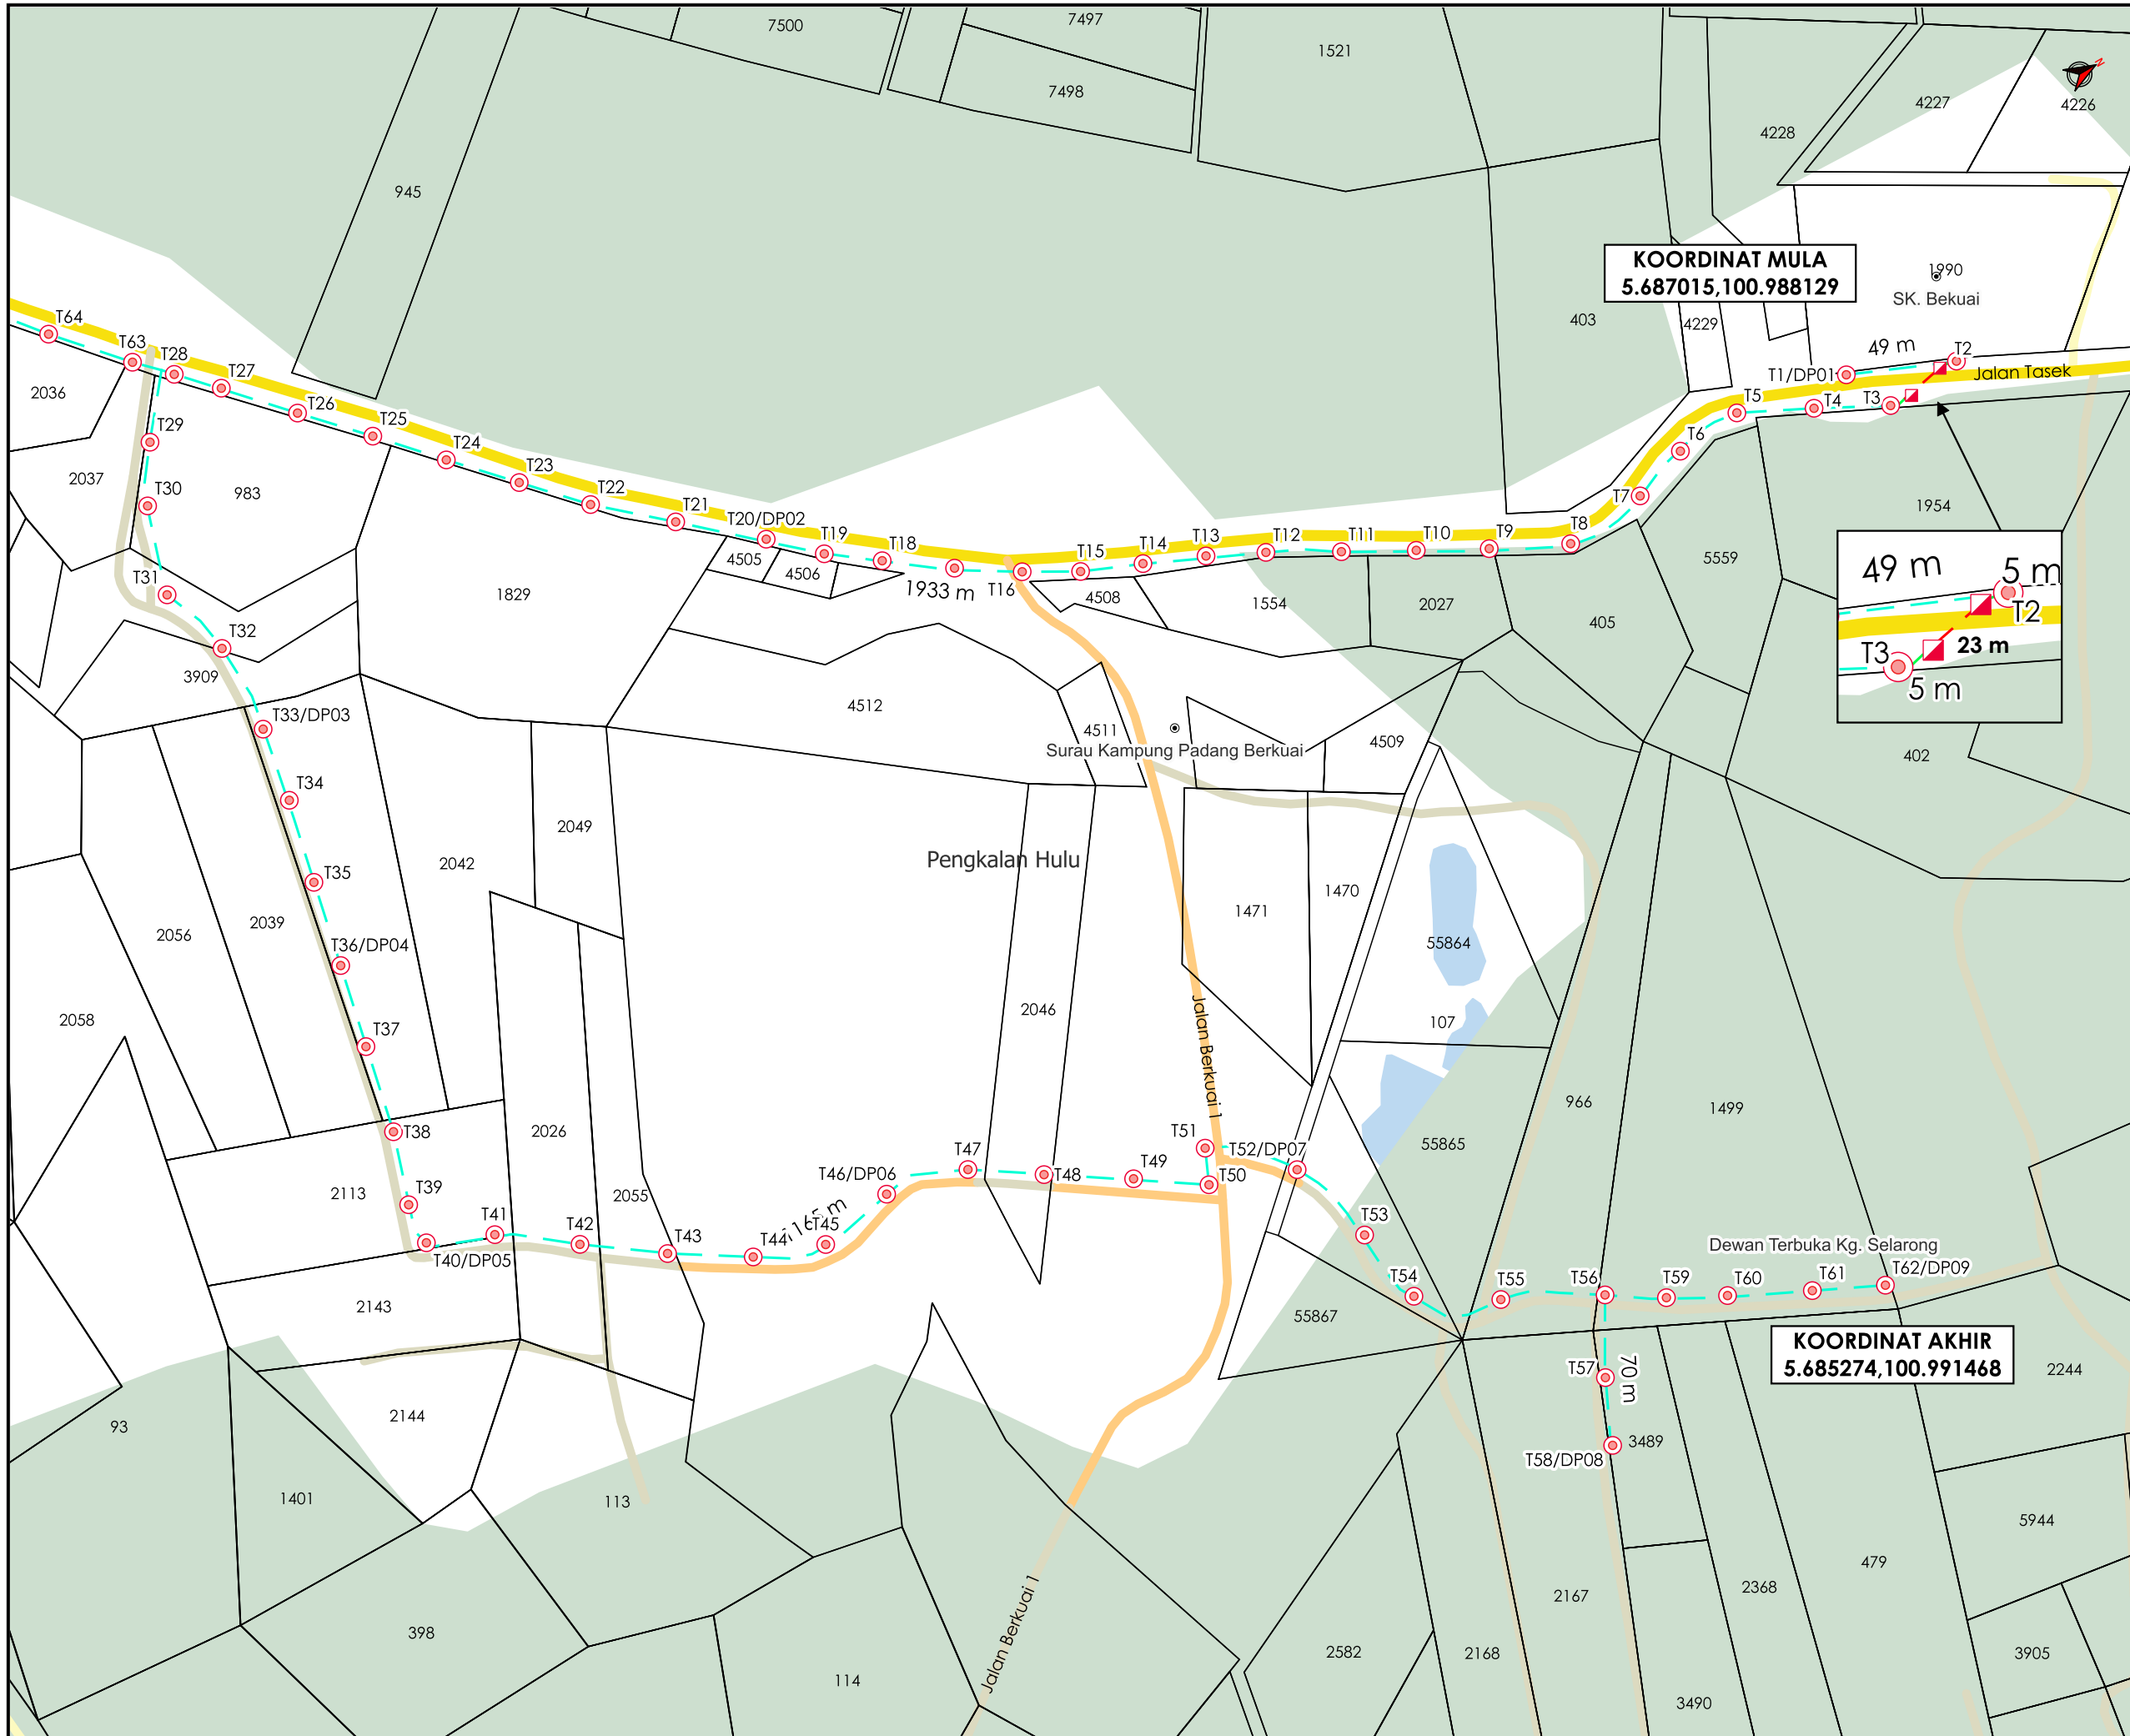 7500
7497
1521
7498
4227
4226
4228
N
945
KOORDINAT MULA
5.687015,100.988129
1990
SK. Bekuai
403
4229
T64
T63
T28
T27
T26
T25
T24
T23
T22
T21
T20/DP02
T19
T18
T16
T15
T14
T13
T12
T11
T10
T9
T8
T7
T6
T5
T4
T3
T1/DP01
49 m
T2
Jalan Tasek
2036
2037
T29
T30
983
T31
T32
3909
1829
4505
4506
1933 m
4508
1554
2027
405
5559
1954
49 m
5 m
T2
T3
23 m
5 m
402
T33/DP03
T34
T35
T36/DP04
T37
T38
T39
T40/DP05
4512
4511
Surau Kampung Padang Berkuai
4509
2049
2042
2039
2056
2058
Pengkalan Hulu
1471
1470
55864
107
2046
Jalan Berkuai 1
966
1499
55865
2026
2113
2055
T41
T42
T43
T44
T45
T46/DP06
T47
T48
T49
T50
T51
T52/DP07
T53
T54
T55
T56
T59
T60
T61
T62/DP09
Dewan Terbuka Kg. Selarong
2143
55867
KOORDINAT AKHIR
5.685274,100.991468
2244
T57
70 m
T58/DP08
3489
2144
93
1401
113
5944
479
2368
2167
398
Jalan Berkuai 1
114
2582
2168
3905
3490